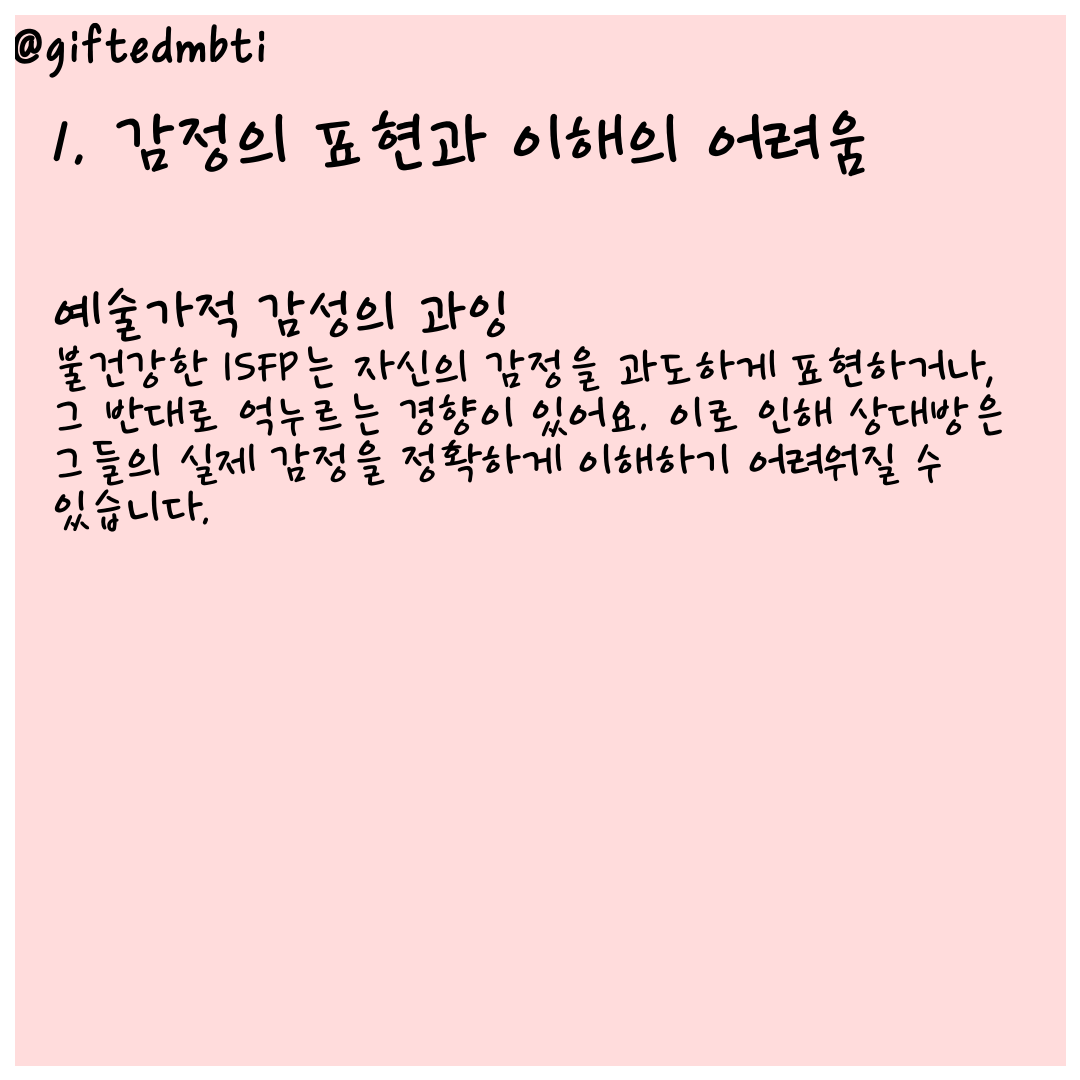 @giftedmbti
1. 감정의 표현과 이해의 어려움
예술가적 감성의 과잉
불건강한 ISFP는 자신의 감정을 과도하게 표현하거나,
그 반대로 억누르는 경향이 있어요. 이로 인해 상대방은
그들의 실제 감정을 정확하게 이해하기 어려워질 수
있습니다.